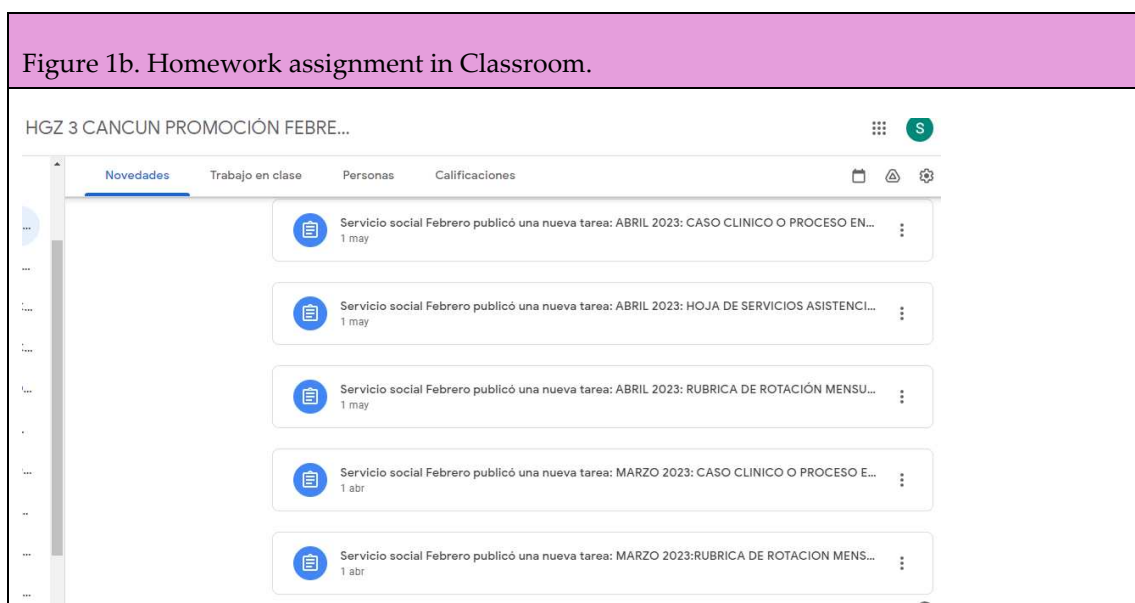 Figure 1b. Homework assignment in Classroom.
HGZ 3 CANCUN PROMOCIÓN FEBRE...
S
Novedades Trabajo en clase Personas Calificaciones
Servicio social Febrero publicó una nueva tarea: ABRIL 2023: CASO CLINICO O PROCESO EN...
1 may
Servicio social Febrero publicó una nueva tarea: ABRIL 2023: HOJA DE SERVICIOS ASISTENCI...
1 may
Servicio social Febrero publicó una nueva tarea: ABRIL 2023: RUBRICA DE ROTACIÓN MENSU...
1 may
Servicio social Febrero publicó una nueva tarea: MARZO 2023: CASO CLINICO O PROCESO E...
1 abr
Servicio social Febrero publicó una nueva tarea: MARZO 2023:RUBRICA DE ROTACION MENS...
1 abr